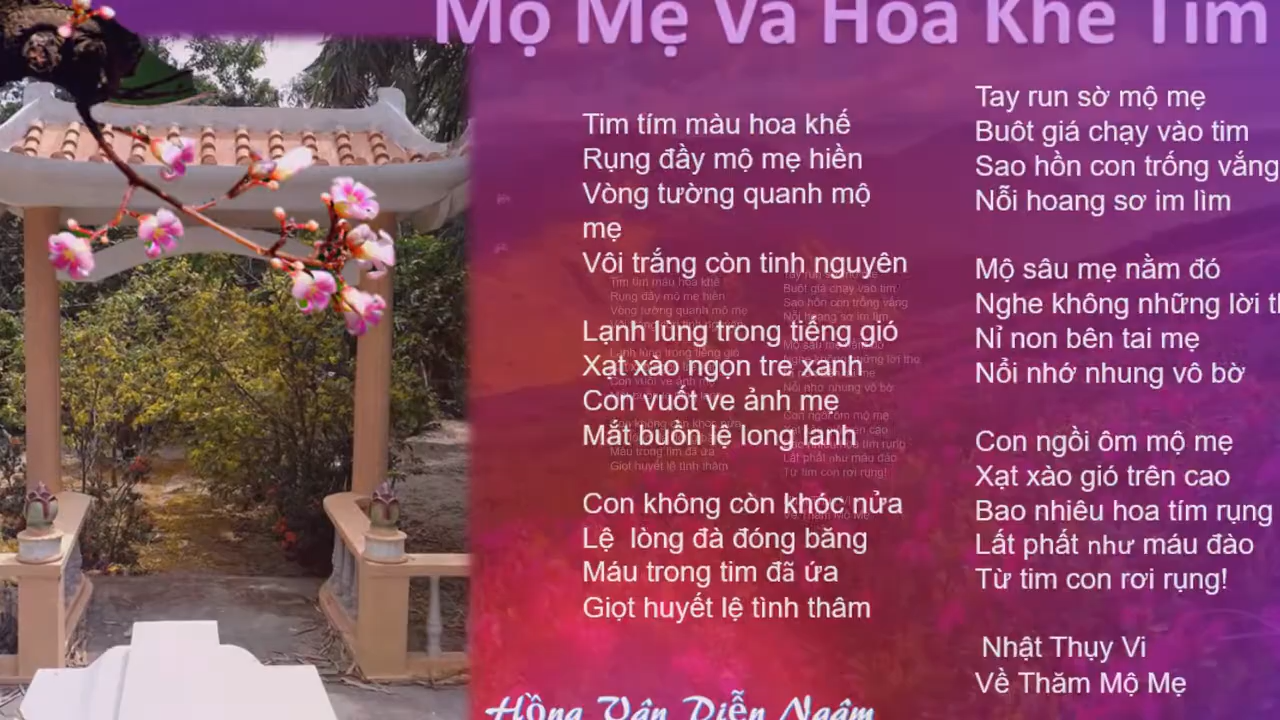 Mộ Mẹ Và Hoa Khế Tím
Tim tím màu hoa khế
Rụng đầy mộ mẹ hiền
Vòng tường quanh mộ
mẹ
Vôi trắng còn tinh nguyên
Lạnh lùng trong tiếng gió
Xạt xào ngọn trẻ xanh
Con vuốt ve ảnh mẹ
Mắt buồn lệ long lanh
Con không còn khóc nửa
Lệ lòng đà đóng băng
Máu trong tim đã ứa
Giọt huyết lệ tình thâm
Tay run sờ mộ mẹ
Buôt giá chạy vào tim
Sao hồn con trống vắng
Nỗi hoang sơ im lìm
Mộ sâu mẹ nằm đó
Nghe không những lời
Nỉ non bên tai mẹ
Nổi nhớ nhung vô bờ
Con ngồi ôm mộ mẹ
Xạt xào gió trên cao
Bao nhiêu hoa tím rụng
Lất phất như máu đào
Từ tim con rơi rụng!
Nhật Thụy Vi
Về Thăm Mộ Mẹ
Hồng Vân Diễn Ngâm